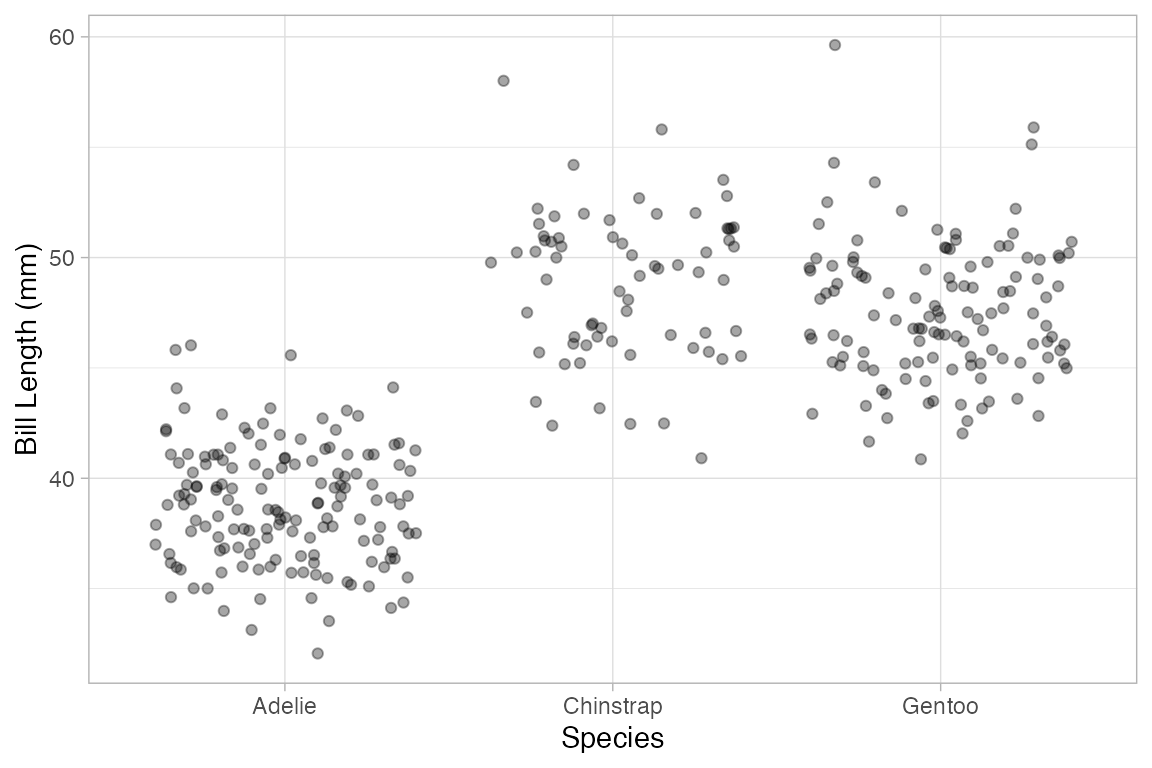 60
50
40
Bill Length (mm)
Adelie
Chinstrap
Gentoo
Species